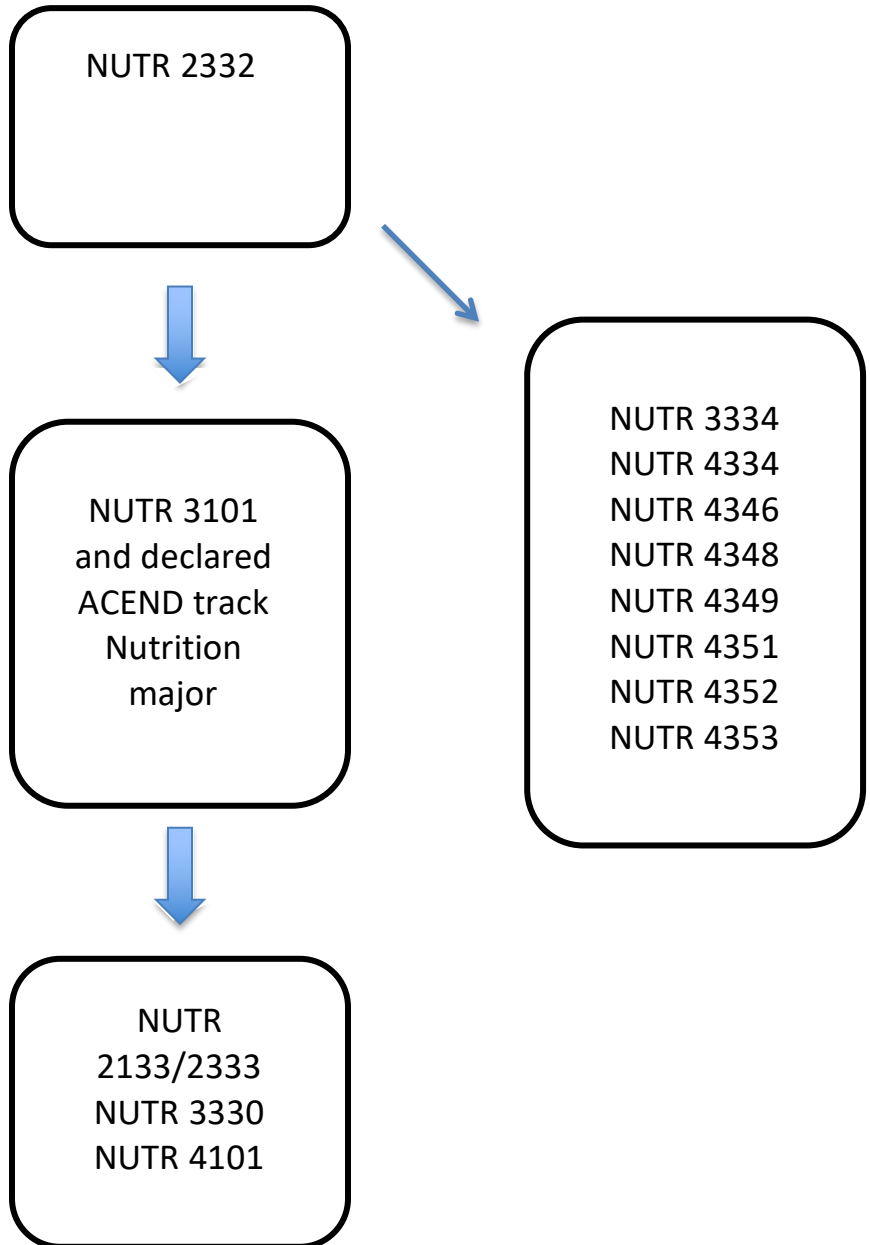 NUTR 2332
NUTR 3101
and declared
ACEND track
Nutrition
major
NUTR 3334
NUTR 4334
NUTR 4346
NUTR 4348
NUTR 4349
NUTR 4351
NUTR 4352
NUTR 4353
NUTR
2133/2333
NUTR 3330
NUTR 4101